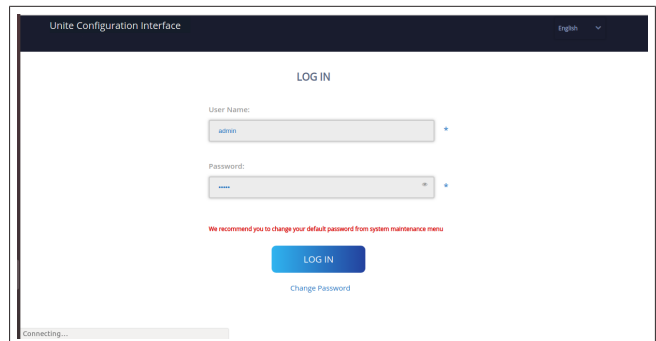 Unite Configuration Interface
English
LOG IN
User Name:
admin
*
Password:
•••••
*
We recommend you to change your default password from system maintenance menu
LOG IN
Change Password
Connecting...